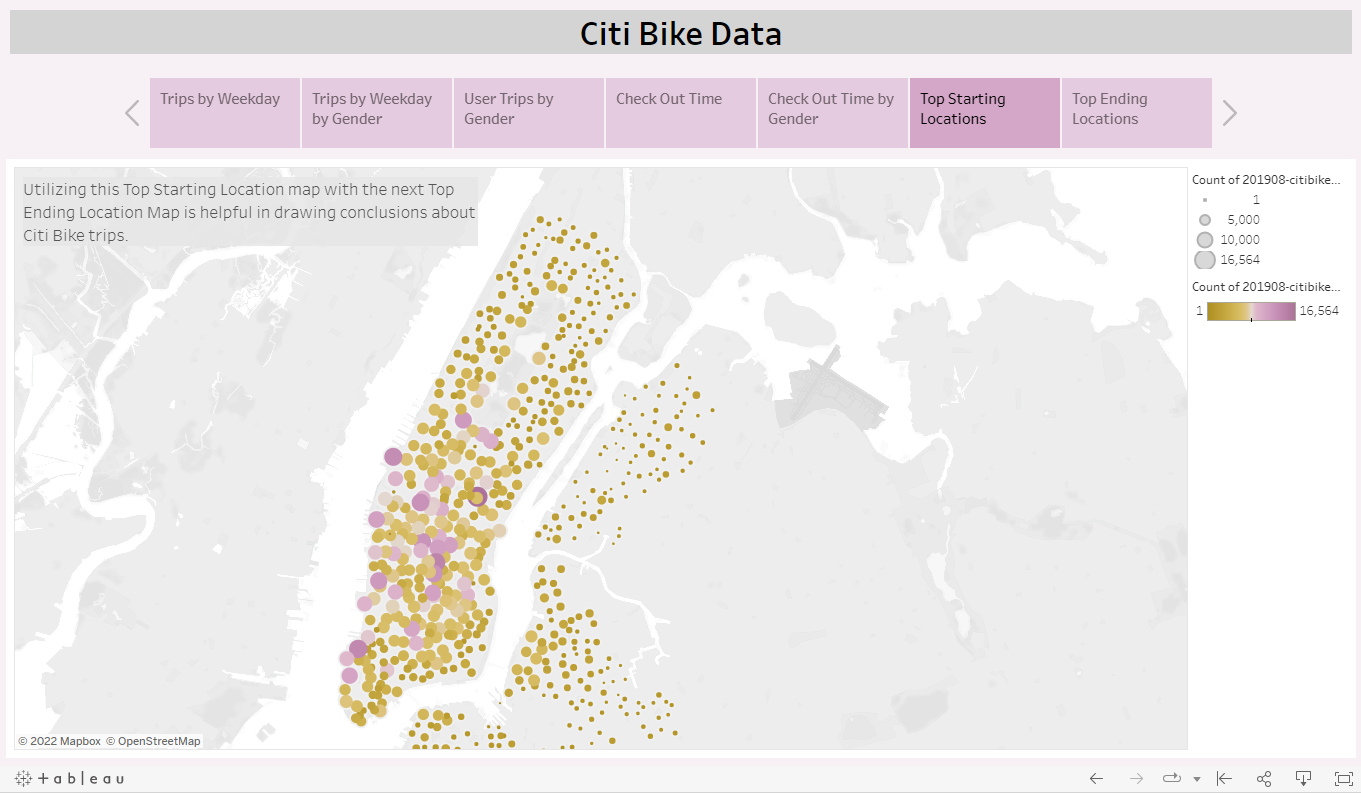 Citi Bike Data
Trips by Weekday
Trips by Weekday
by Gender
User Trips by
Gender
Check Out Time
Check Out Time by
Gender
Top Starting
Locations
Top Ending
Locations
Utilizing this Top Starting Location map with the next Top
Ending Location Map is helpful in drawing conclusions about
Citi Bike trips.
Count of 201908-citibike...
1
5,000
10,000
16,564
Count of 201908-citibike...
1 16,564
© 2022 Mapbox © OpenStreetMap
+ a b l e a u